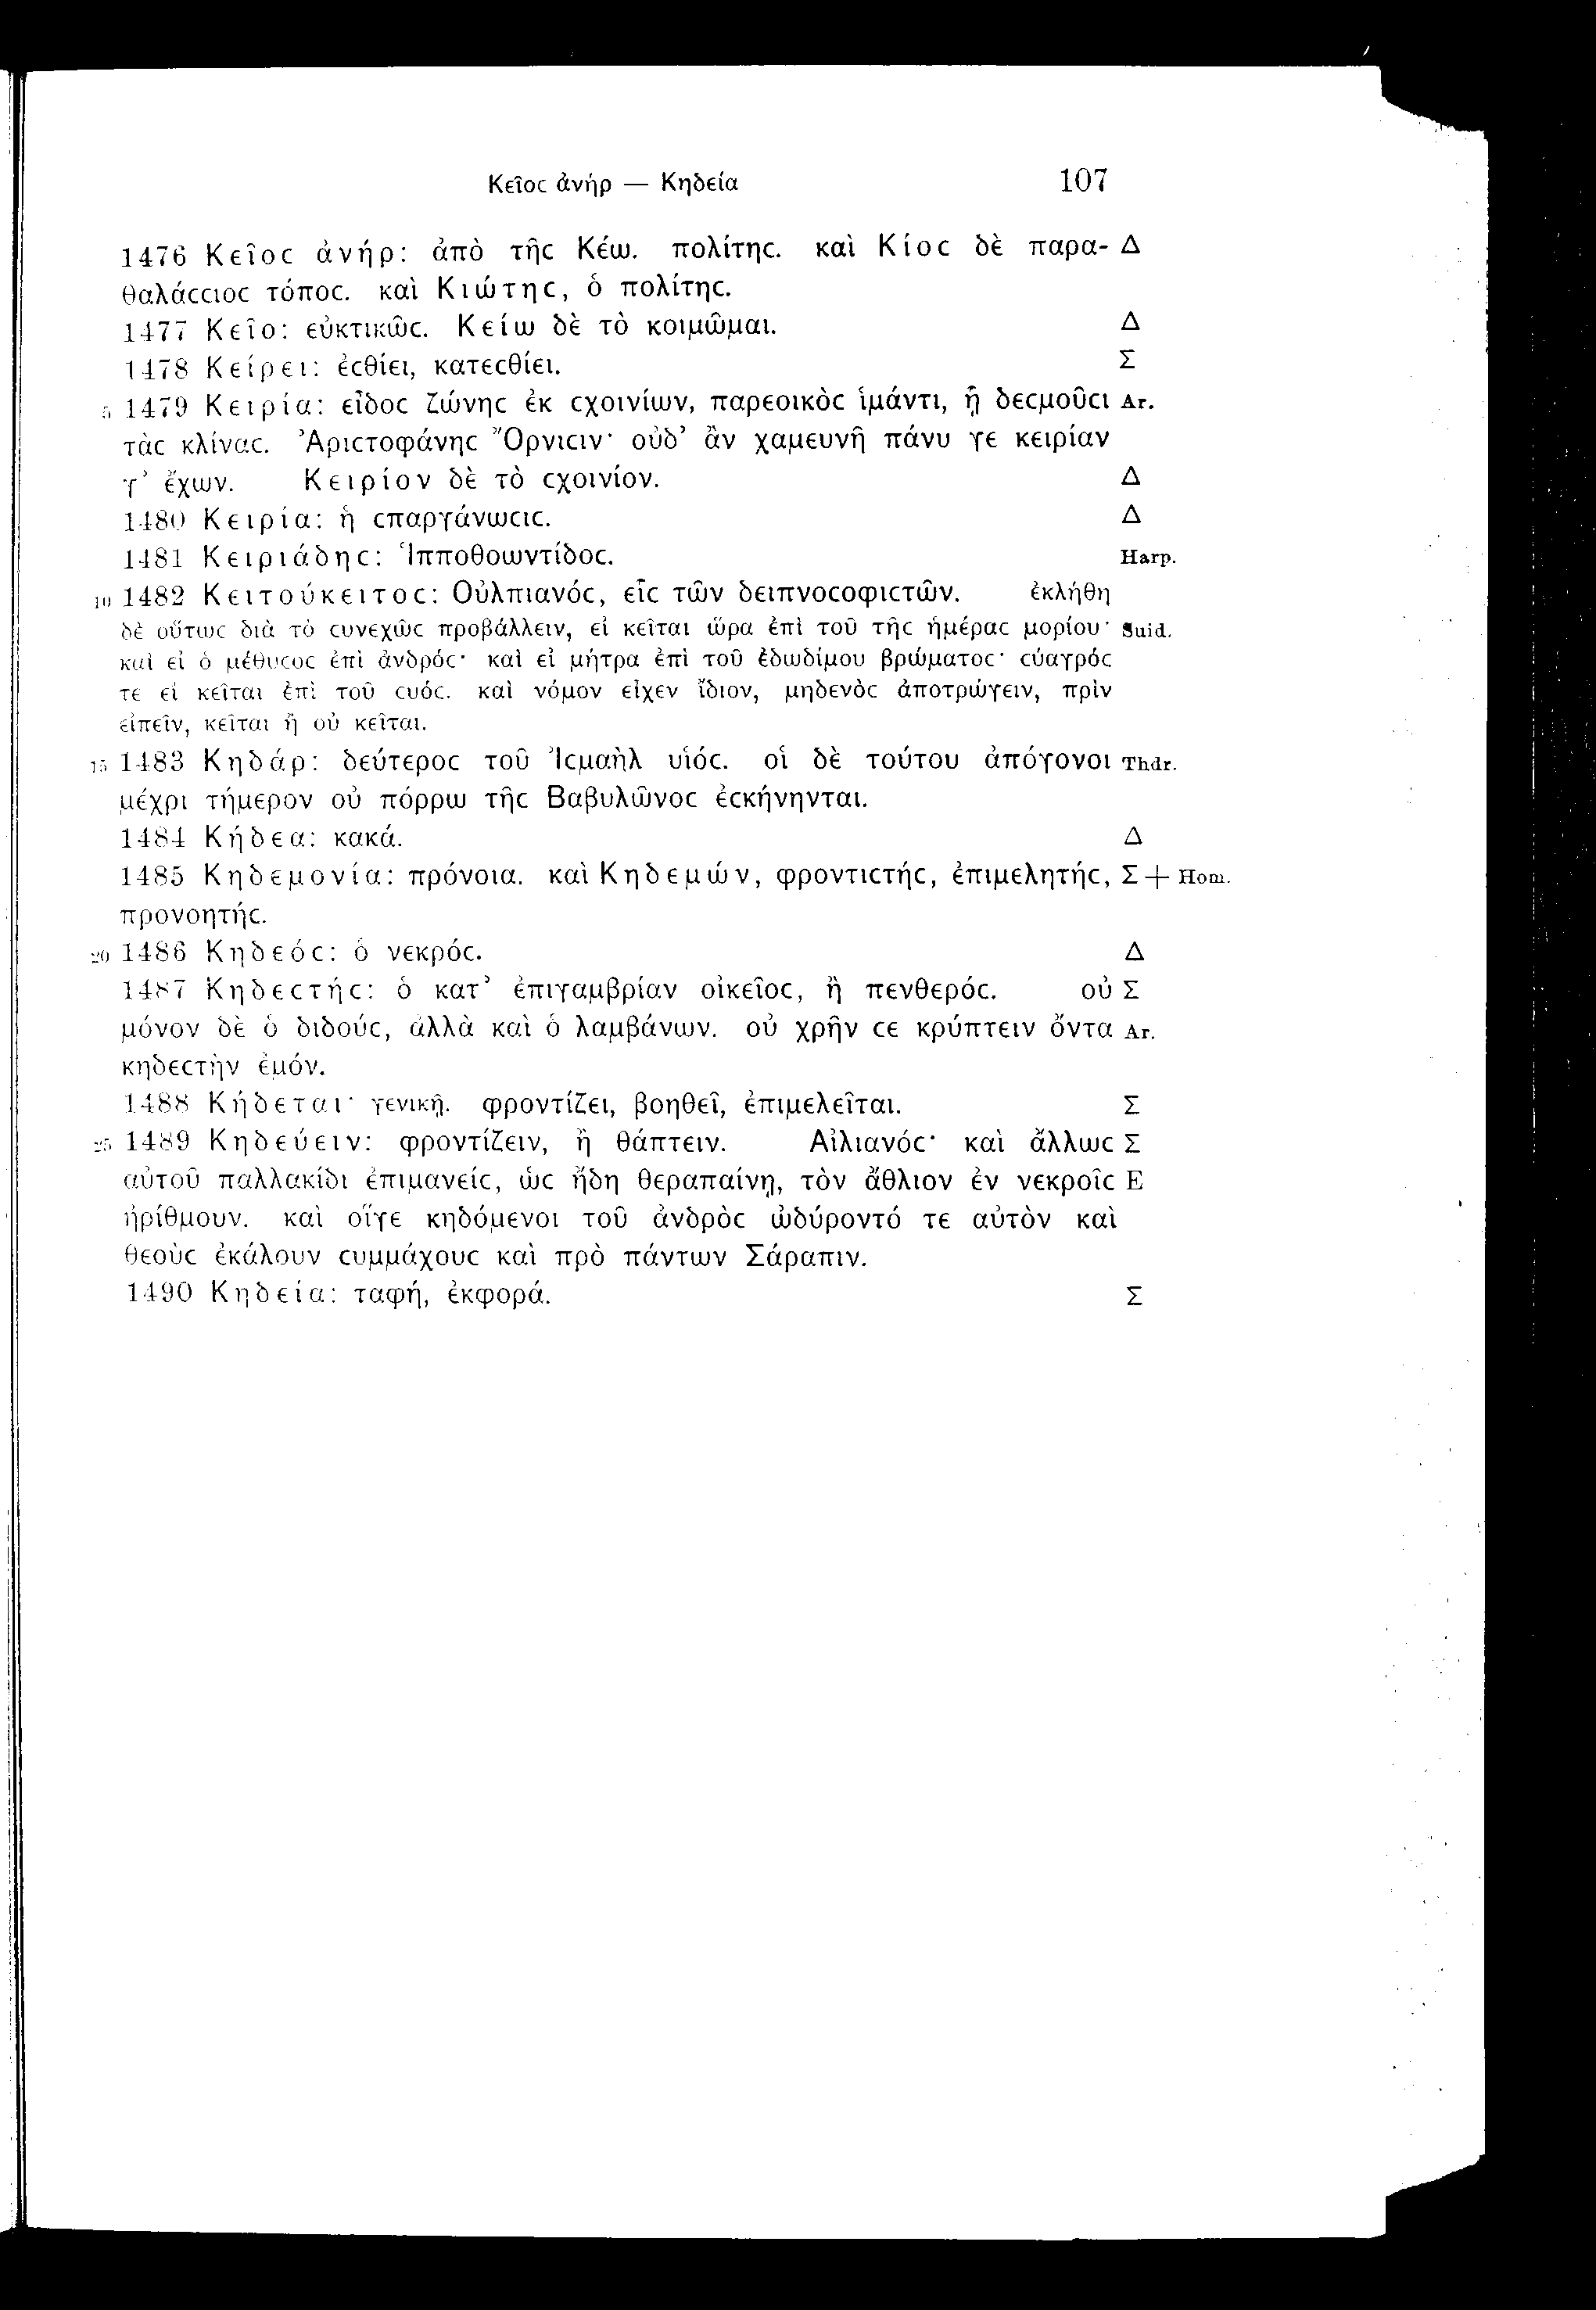 Κεῖοϲ ἀνήρ — Κηδεία 107
1476 Κεῖοϲ ἀνήρ: ἀπὸ τῆϲ Κέω. πολίτηϲ. καὶ Κίοϲ δὲ παρα- Δ
θαλάϲϲιοϲ τόποϲ. καὶ Κιώτηϲ, ὁ πολίτηϲ.
1477 Κεῖο: εὐκτικῶϲ. Κείω δὲ τὸ κοιμῶμαι. Δ
1478 Κείρει: ἐϲθίει, κατεϲθίει. Σ
5 1479 Κειρία: εἶδοϲ ζώνηϲ ἐκ ϲχοινίων, παρεοικὸϲ ἱμάντι, ᾗ δεϲμοῦϲι Ar.
τὰϲ κλίναϲ. Ἀριϲτοφάνηϲ Ὄρνιϲιν· οὐδ’ ἂν χαμευνῆ πάνυ γε κειρίαν
γ’ ἔχων. Κειρίον δὲ τὸ ϲχοινίον. Δ
1480 Κειρία: ἡ ϲπαργάνωϲιϲ. Δ
1481 Κειριάδηϲ: Ἱπποθοωντίδοϲ. Harp.
10 1482 Κειτούκειτοϲ: Οὐλπιανόϲ, εἷϲ τῶν δειπνοϲοφιϲτῶν. ἐκλήθη
δὲ οὕτωϲ διὰ τὸ ϲυνεχῶϲ προβάλλειν, εἰ κεῖται ὥρα ἐπὶ τοῦ τῆϲ ἡμέραϲ μορίου· Suid.
καὶ εἰ ὁ μέθυϲοϲ ἐπὶ ἀνδρόϲ· καὶ εἰ μήτρα ἐπὶ τοῦ ἐδωδίμου βρώματοϲ· ϲύαγρόϲ
τε εἰ κεῖται ἐπὶ τοῦ ϲυόϲ. καὶ νόμον εἶχεν ἴδιον, μηδενὸϲ ἀποτρώγειν, πρὶν
εἰπεῖν, κεῖται ἢ οὐ κεῖται.
15 1483 Κηδάρ: δεύτεροϲ τοῦ Ἰϲμαὴλ υἱόϲ. οἱ δὲ τούτου ἀπόγονοι Thdr.
μέχρι τήμερον οὐ πόρρω τῆϲ Βαβυλῶνοϲ ἐϲκήνηνται.
1484 Κήδεα: κακά. Δ
1485 Κηδεμονία: πρόνοια. καὶ Κηδεμών, φροντιϲτήϲ, ἐπιμελητήϲ, Σ + Hom.
προνοητήϲ.
20 1486 Κηδεόϲ: ὁ νεκρόϲ. Δ
1487 Κηδεϲτήϲ: ὁ κατ’ ἐπιγαμβρίαν οἰκεῖοϲ, ἢ πενθερόϲ. οὐ Σ
μόνον δὲ ὁ διδούϲ, ἀλλὰ καὶ ὁ λαμβάνων. οὐ χρῆν ϲε κρύπτειν ὄντα Ar.
κηδεϲτὴν ἐμόν.
1488 Κήδεται· γενικῇ. φροντίζει, βοηθεῖ, ἐπιμελεῖται. Σ
25 1489 Κηδεύειν: φροντίζειν, ἢ θάπτειν. Αἰλιανόϲ· καὶ ἄλλωϲ Σ
αὐτοῦ παλλακίδι ἐπιμανείϲ, ὡϲ ἤδη θεραπαίνῃ, τὸν ἄθλιον ἐν νεκροῖϲ E
ἠρίθμουν. καὶ οἵγε κηδόμενοι τοῦ ἀνδρὸϲ ὠδύροντό τε αὐτὸν καὶ
θεοὺϲ ἐκάλουν ϲυμμάχουϲ καὶ πρὸ πάντων Σάραπιν.
1490 Κηδεία: ταφή, ἐκφορά. Σ